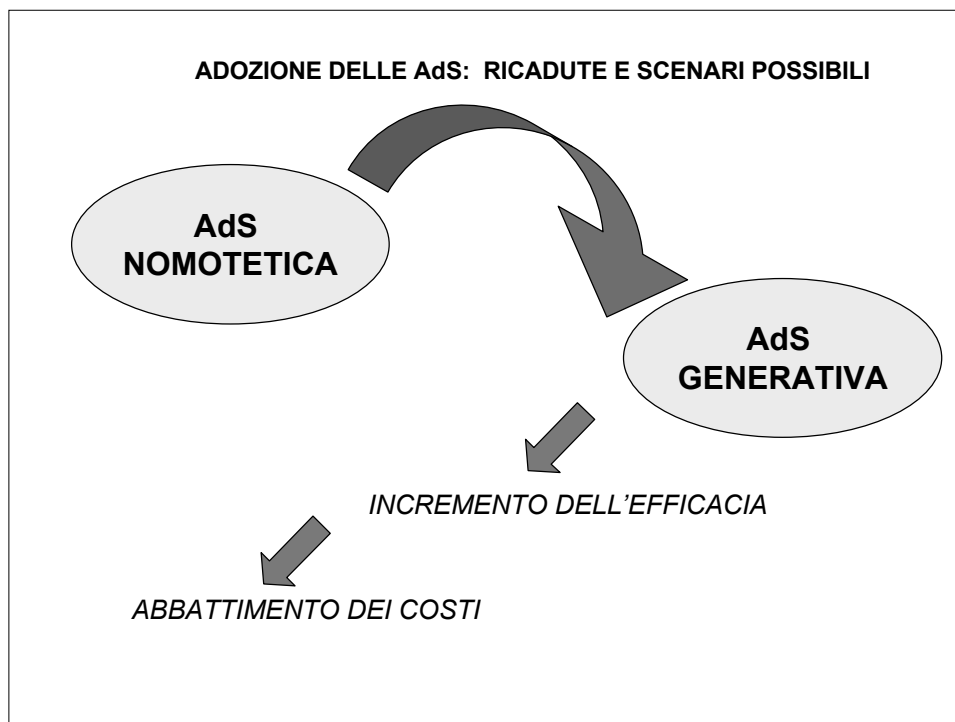 ADOZIONE DELLE AdS: RICADUTE E SCENARI POSSIBILI
AdS
NOMOTETICA
AdS
GENERATIVA
INCREMENTO DELL’EFFICACIA
ABBATTIMENTO DEI COSTI